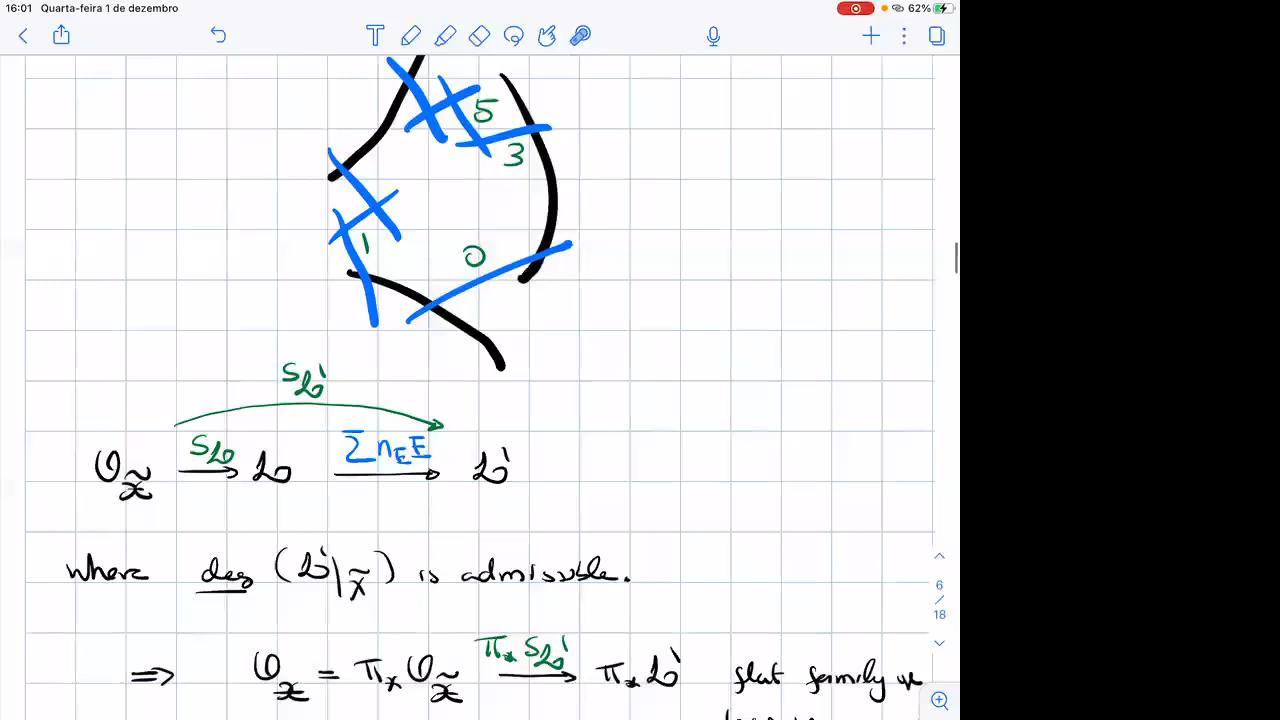 16:01 Quarta-feira 1 de dezembro 62%
5
3
1
0
S_𝓛'
𝒪_𝒳̃ →^{S_𝓛} 𝓛 →^{Σ n_E E} 𝓛'
where deg (𝓛'|_X̃) is admissible.
⇒ 𝒪_𝒳 = π_* 𝒪_𝒳̃ →^{π_* S_𝓛'} π_* 𝓛' flat family
6
/
18